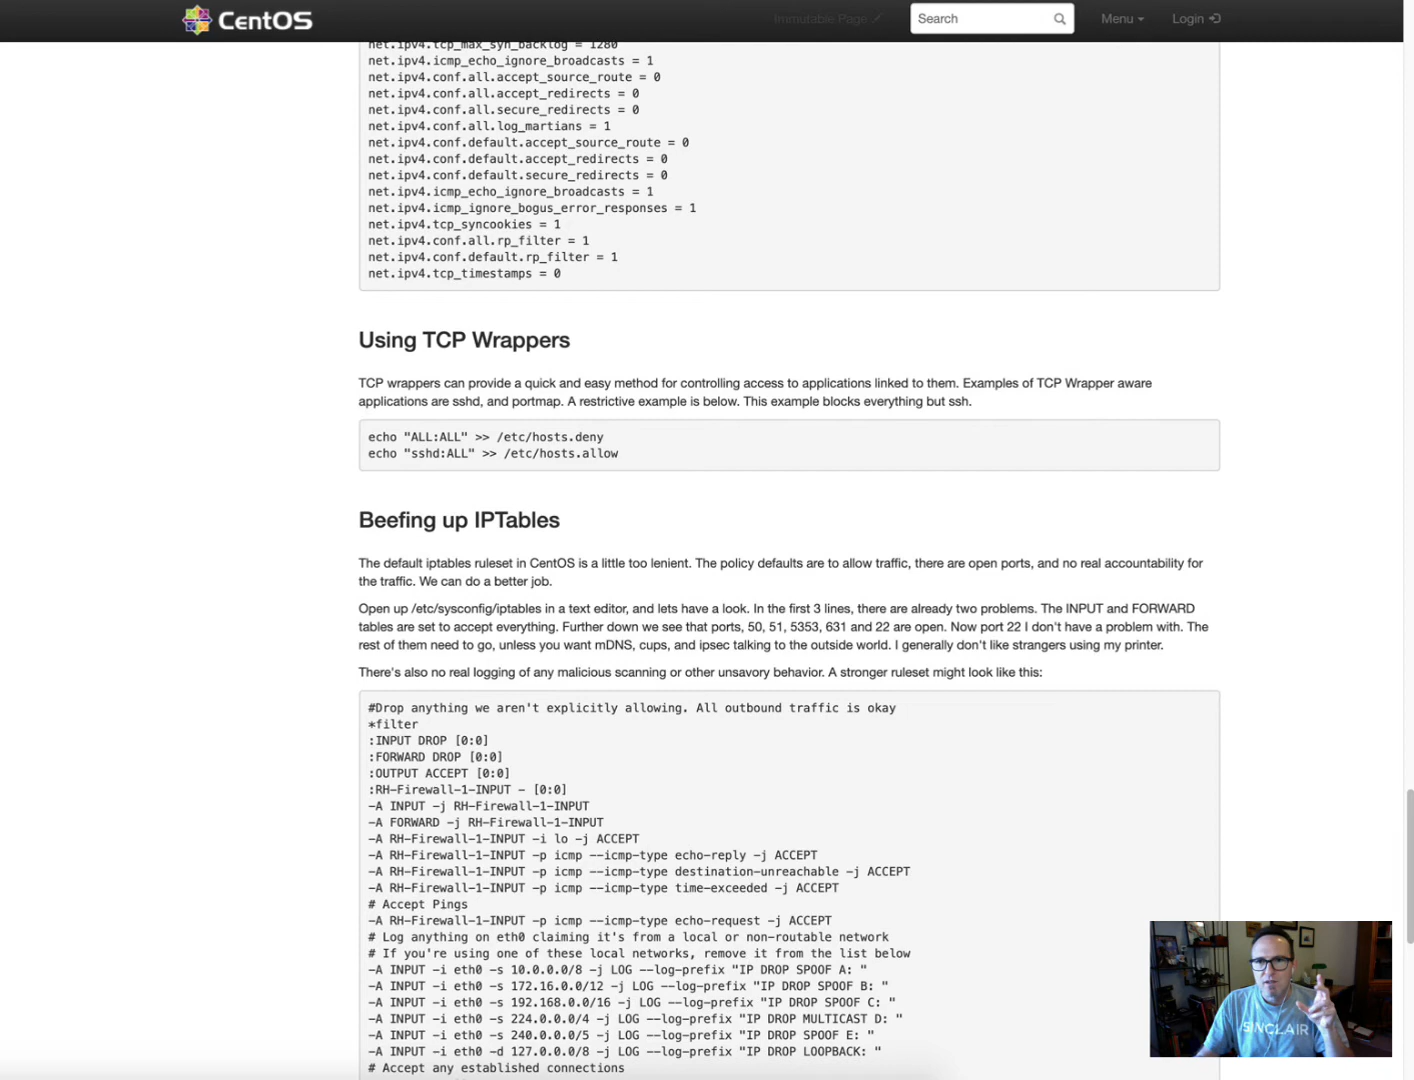 CentOS
Immutable Page
Search
Menu
Login
net.ipv4.tcp_max_syn_backlog = 1280
net.ipv4.icmp_echo_ignore_broadcasts = 1
net.ipv4.conf.all.accept_source_route = 0
net.ipv4.conf.all.accept_redirects = 0
net.ipv4.conf.all.secure_redirects = 0
net.ipv4.conf.all.log_martians = 1
net.ipv4.conf.default.accept_source_route = 0
net.ipv4.conf.default.accept_redirects = 0
net.ipv4.conf.default.secure_redirects = 0
net.ipv4.icmp_echo_ignore_broadcasts = 1
net.ipv4.icmp_ignore_bogus_error_responses = 1
net.ipv4.tcp_syncookies = 1
net.ipv4.conf.all.rp_filter = 1
net.ipv4.conf.default.rp_filter = 1
net.ipv4.tcp_timestamps = 0
Using TCP Wrappers
TCP wrappers can provide a quick and easy method for controlling access to applications linked to them. Examples of TCP Wrapper aware
applications are sshd, and portmap. A restrictive example is below. This example blocks everything but ssh.
echo "ALL:ALL" >> /etc/hosts.deny
echo "sshd:ALL" >> /etc/hosts.allow
Beefing up IPTables
The default iptables ruleset in CentOS is a little too lenient. The policy defaults are to allow traffic, there are open ports, and no real accountability for
the traffic. We can do a better job.
Open up /etc/sysconfig/iptables in a text editor, and lets have a look. In the first 3 lines, there are already two problems. The INPUT and FORWARD
tables are set to accept everything. Further down we see that ports, 50, 51, 5353, 631 and 22 are open. Now port 22 I don't have a problem with. The
rest of them need to go, unless you want mDNS, cups, and ipsec talking to the outside world. I generally don't like strangers using my printer.
There's also no real logging of any malicious scanning or other unsavory behavior. A stronger ruleset might look like this:
#Drop anything we aren't explicitly allowing. All outbound traffic is okay
*filter
:INPUT DROP [0:0]
:FORWARD DROP [0:0]
:OUTPUT ACCEPT [0:0]
:RH-Firewall-1-INPUT - [0:0]
-A INPUT -j RH-Firewall-1-INPUT
-A FORWARD -j RH-Firewall-1-INPUT
-A RH-Firewall-1-INPUT -i lo -j ACCEPT
-A RH-Firewall-1-INPUT -p icmp --icmp-type echo-reply -j ACCEPT
-A RH-Firewall-1-INPUT -p icmp --icmp-type destination-unreachable -j ACCEPT
-A RH-Firewall-1-INPUT -p icmp --icmp-type time-exceeded -j ACCEPT
# Accept Pings
-A RH-Firewall-1-INPUT -p icmp --icmp-type echo-request -j ACCEPT
# Log anything on eth0 claiming it's from a local or non-routable network
# If you're using one of these local networks, remove it from the list below
-A INPUT -i eth0 -s 10.0.0.0/8 -j LOG --log-prefix "IP DROP SPOOF A: "
-A INPUT -i eth0 -s 172.16.0.0/12 -j LOG --log-prefix "IP DROP SPOOF B: "
-A INPUT -i eth0 -s 192.168.0.0/16 -j LOG --log-prefix "IP DROP SPOOF C: "
-A INPUT -i eth0 -s 224.0.0.0/4 -j LOG --log-prefix "IP DROP MULTICAST D: "
-A INPUT -i eth0 -s 240.0.0.0/5 -j LOG --log-prefix "IP DROP SPOOF E: "
-A INPUT -i eth0 -d 127.0.0.0/8 -j LOG --log-prefix "IP DROP LOOPBACK: "
# Accept any established connections
SINCLAIR